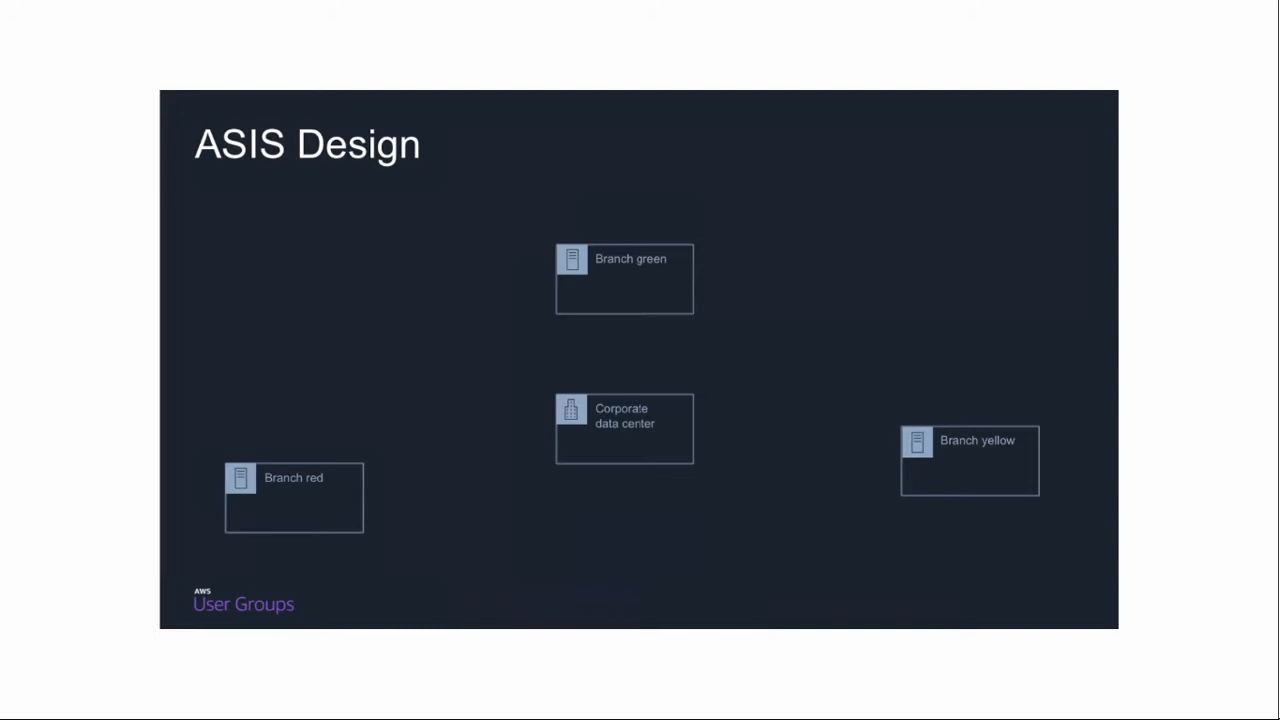 ASIS Design
Branch green
Corporate
data center
Branch yellow
Branch red
AWS
User Groups